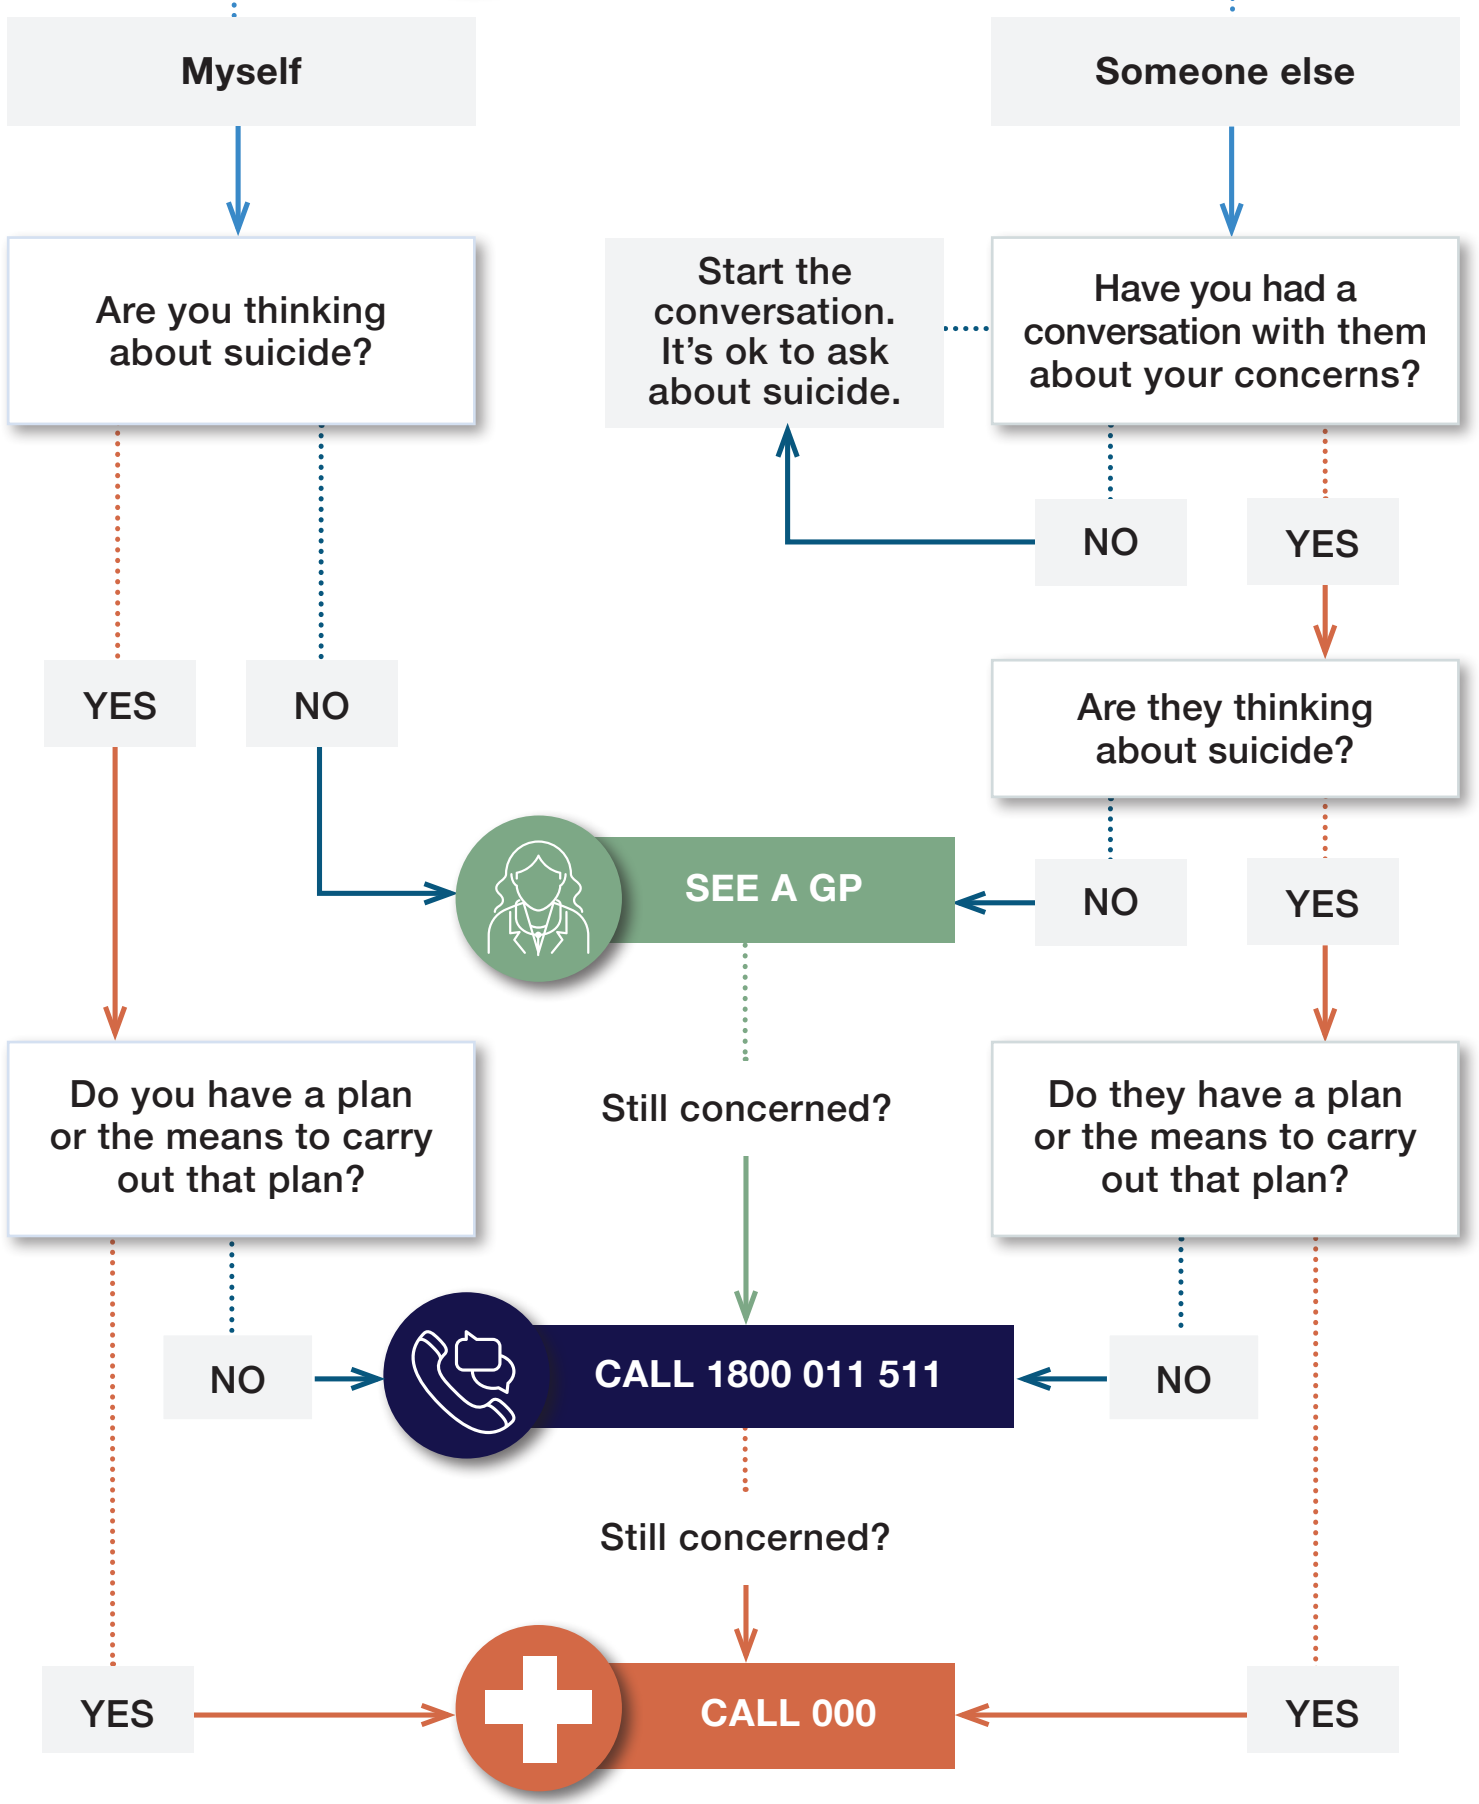 Myself
Someone else
Are you thinking
about suicide?
Start the
conversation.
It's ok to ask
about suicide.
Have you had a
conversation with them
about your concerns?
NO
YES
YES
NO
Are they thinking
about suicide?
SEE A GP
NO
YES
Do you have a plan
or the means to carry
out that plan?
Still concerned?
Do they have a plan
or the means to carry
out that plan?
NO
CALL 1800 011 511
NO
Still concerned?
YES
CALL 000
YES